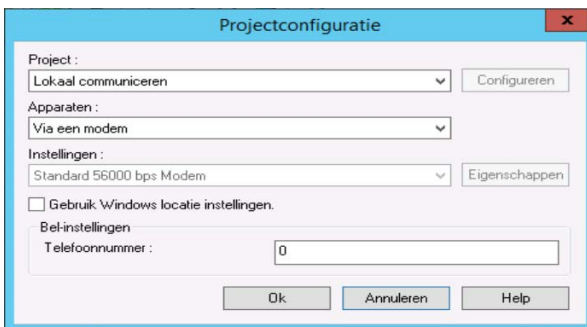 Projectconfiguratie
x
Project :
Lokaal communiceren
Configureren
Apparaten :
Via een modem
Instellingen :
Standard 56000 bps Modem
Eigenschappen
Gebruik Windows locatie instellingen.
Bel-instellingen
Telefoonnummer :
0
Ok
Annuleren
Help